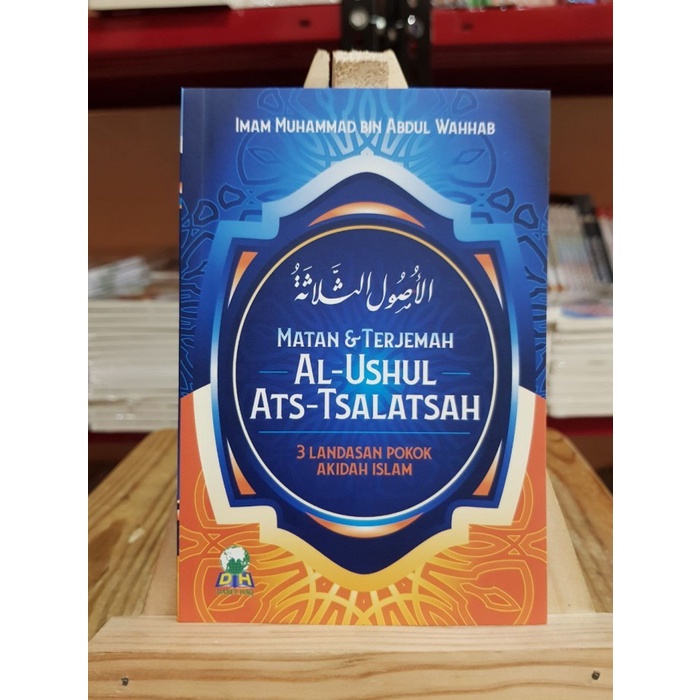 IMAM MUHAMMAD BIN ABDUL WAHHAB
الأُصُولُ الثَّلَاثَةُ
MATAN & TERJEMAH
AL-USHUL
ATS-TSALATSAH
3 LANDASAN POKOK
AKIDAH ISLAM
DH